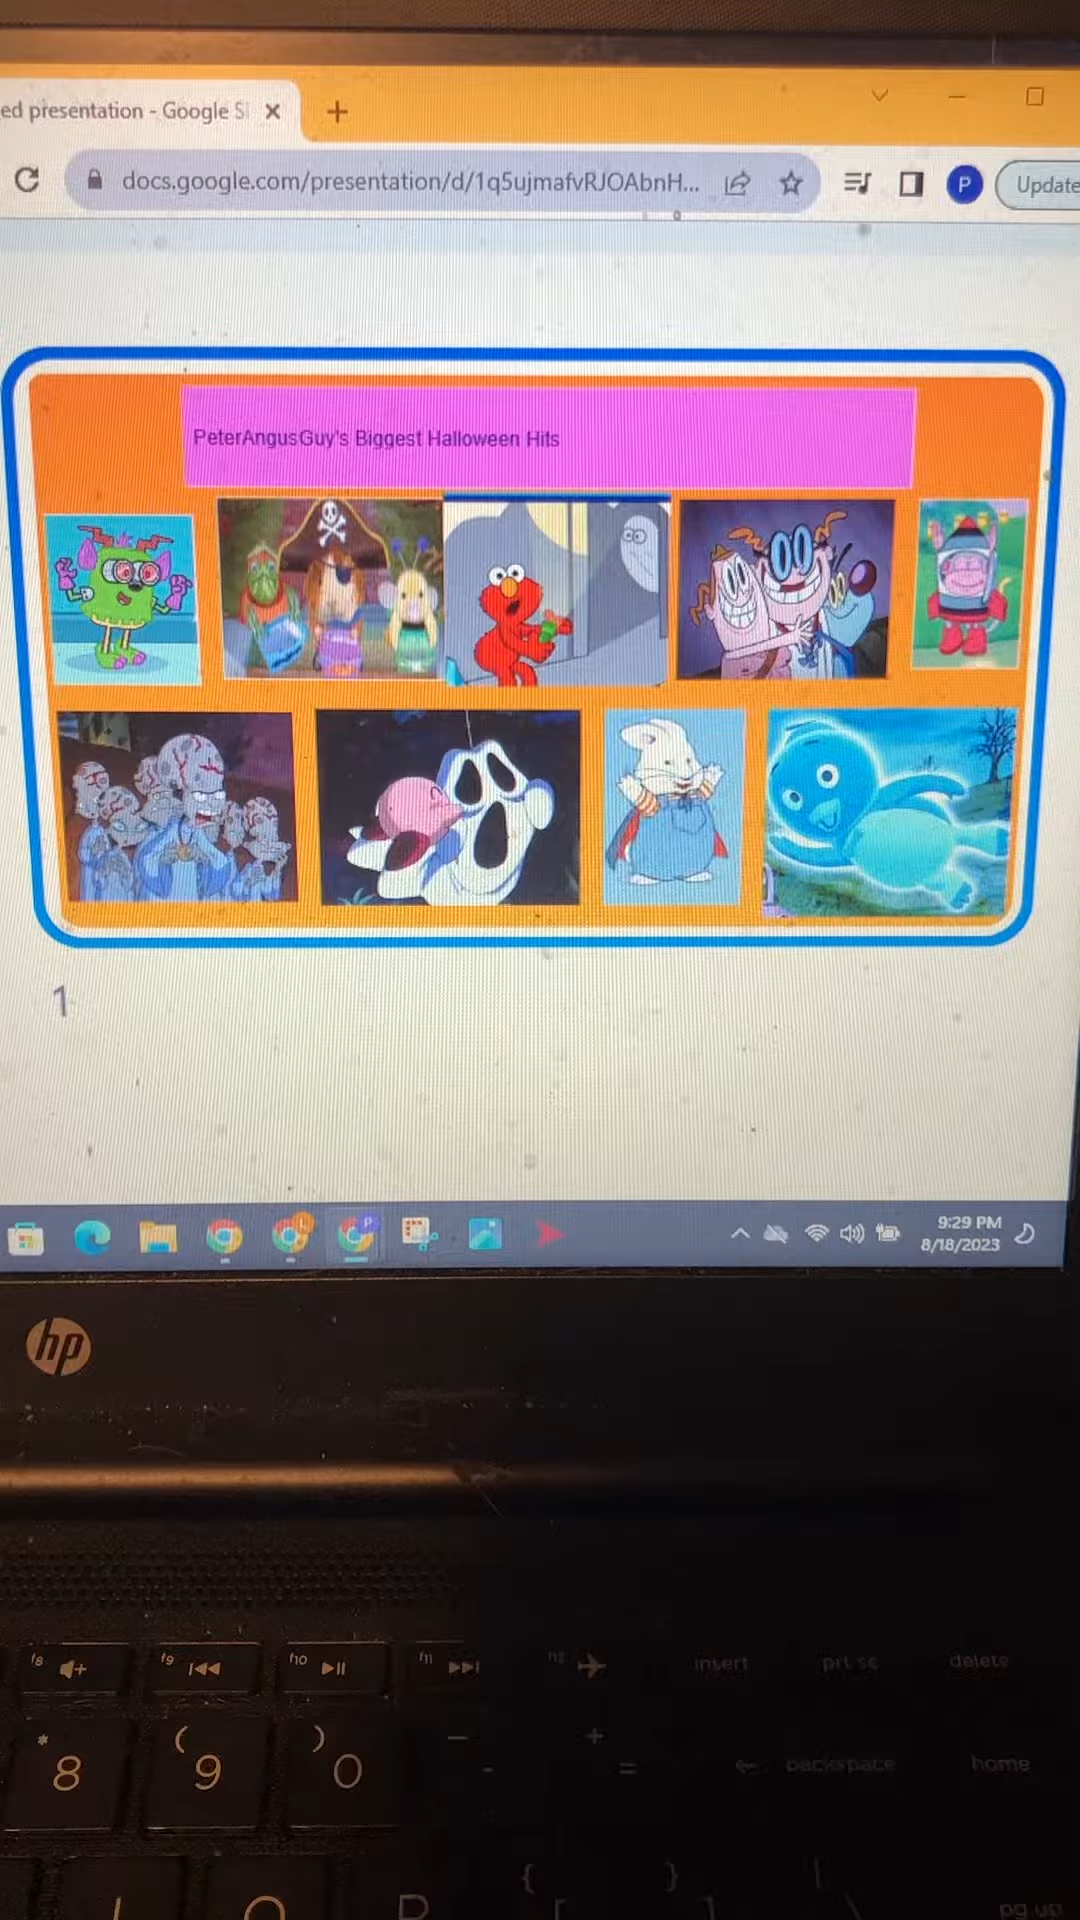 ed presentation - Google Sl
docs.google.com/presentation/d/1q5ujmafvRJOAbnH...
P
Update
PeterAngusGuy's Biggest Halloween Hits
1
L
P
9:29 PM
8/18/2023
hp
f8
f9
f10
f11
f12
insert
prt sc
delete
* 8
( 9
) 0
- 
+ =
backspace
home
{ [
} ]
| \
I
O
P
pg up